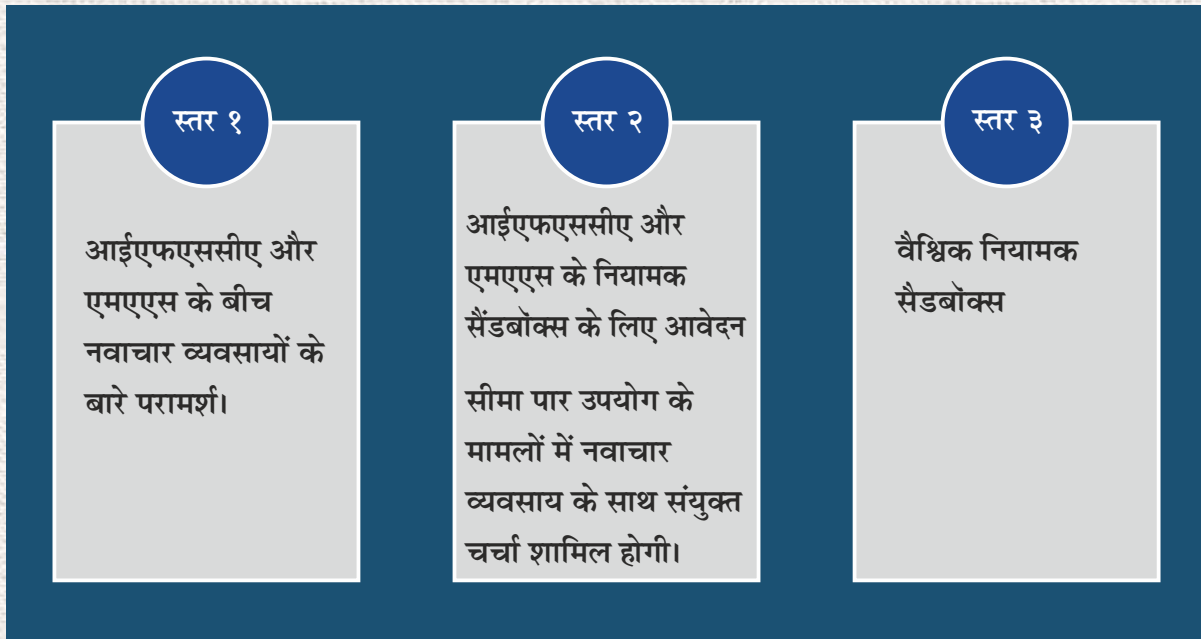 स्तर १
आईएफएससीए और
एमएएस के बीच
नवाचार व्यवसायों के
बारे परामर्श।
स्तर २
आईएफएससीए और
एमएएस के नियामक
सैंडबॉक्स के लिए आवेदन
सीमा पार उपयोग के
मामलों में नवाचार
व्यवसाय के साथ संयुक्त
चर्चा शामिल होगी।
स्तर ३
वैश्विक नियामक
सैडबॉक्स